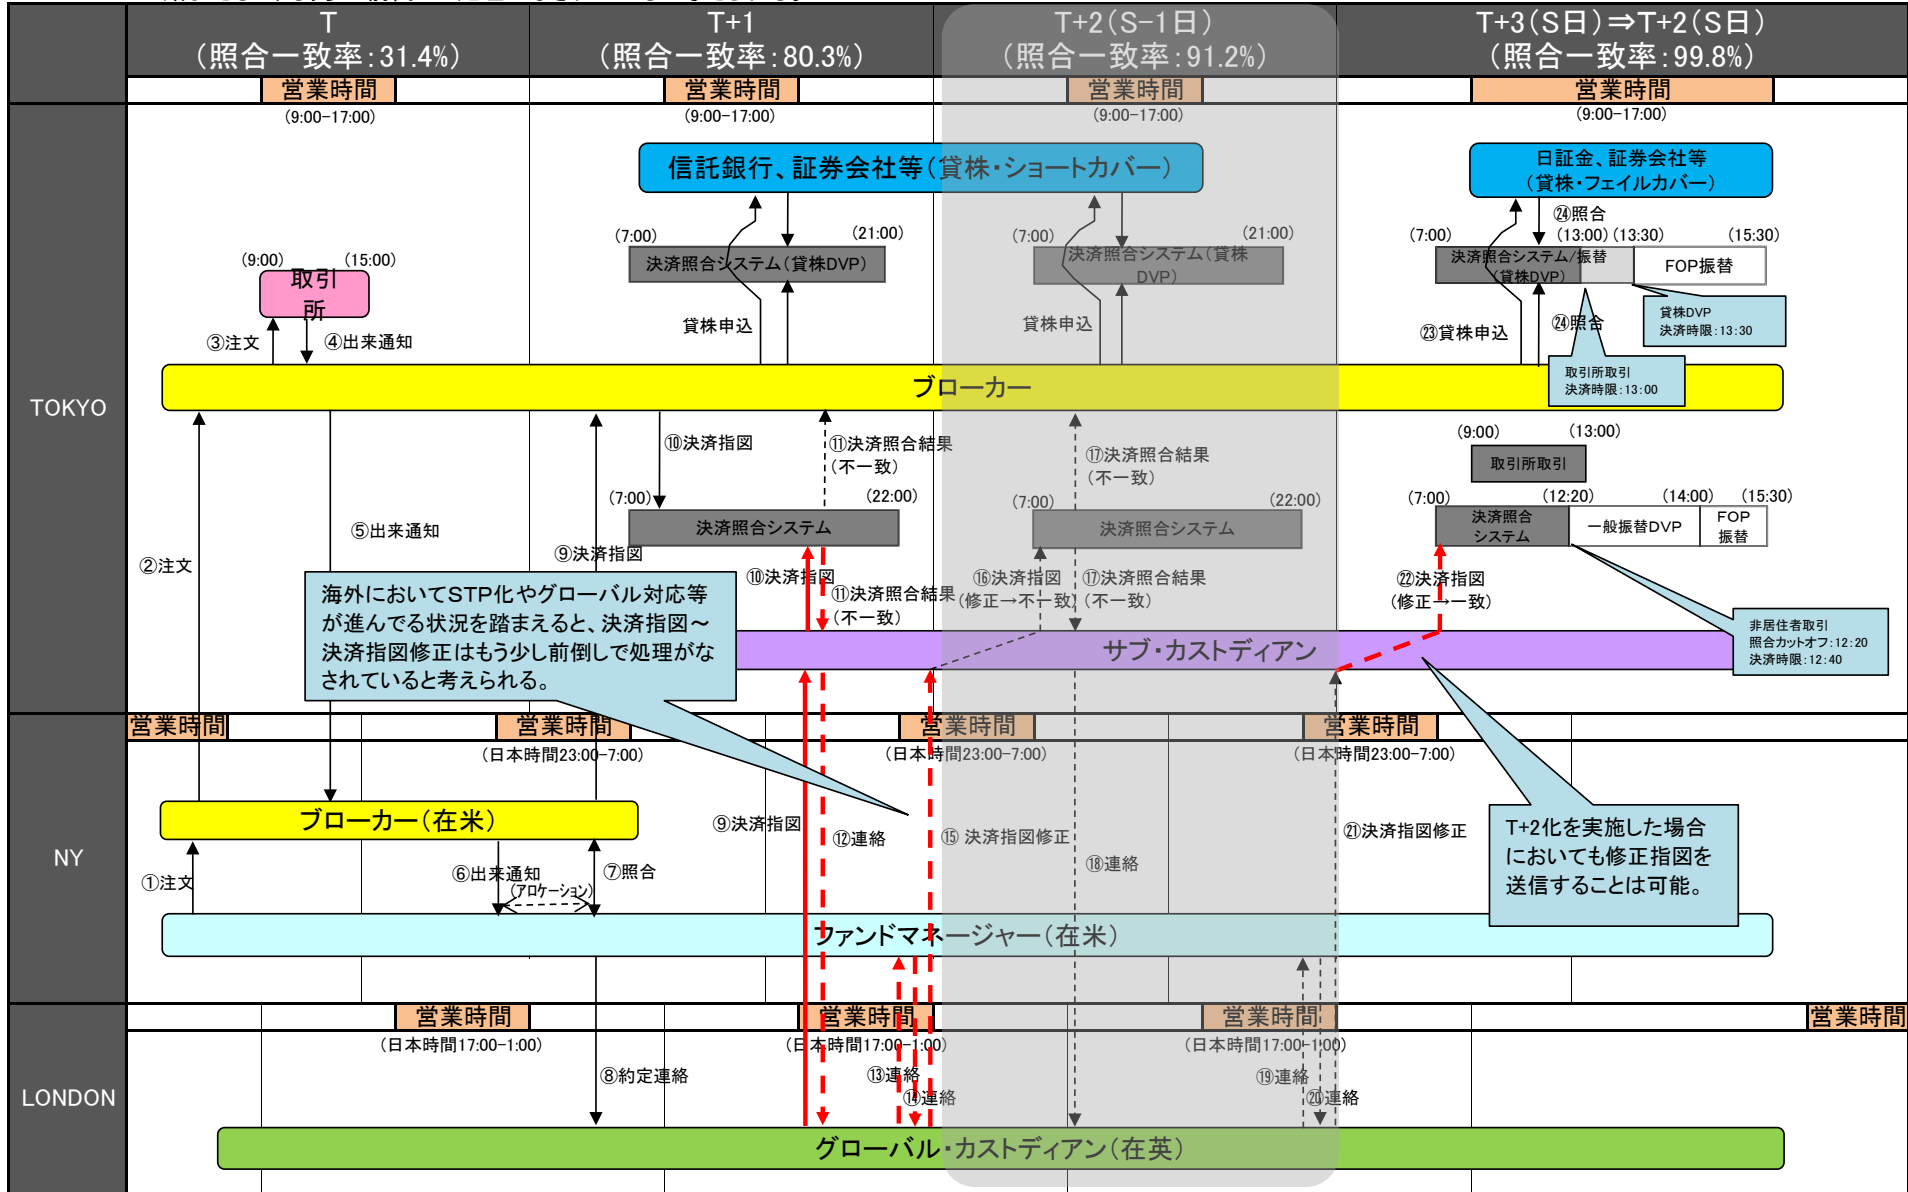 T
(照合一致率:31.4%)
T+1
(照合一致率:80.3%)
T+2(S-1日)
(照合一致率:91.2%)
T+3(S日)⇒T+2(S日)
(照合一致率:99.8%)
営業時間
営業時間
営業時間
営業時間
(9:00-17:00)
(9:00-17:00)
(9:00-17:00)
(9:00-17:00)
TOKYO
信託銀行、証券会社等(貸株・ショートカバー)
日証金、証券会社等
(貸株・フェイルカバー)
㉔照合
(7:00)
(21:00)
(7:00)
(21:00)
(7:00)
(13:00)
(13:30)
(15:30)
(9:00)
(15:00)
取引
所
決済照合システム(貸株DVP)
決済照合システム(貸株
DVP)
決済照合システム/振替
(貸株DVP)
FOP振替
貸株DVP
決済時限:13:30
③注文
④出来通知
貸株申込
貸株申込
㉓貸株申込
㉔照合
取引所取引
決済時限:13:00
ブローカー
⑩決済指図
⑪決済照合結果
(不一致)
⑰決済照合結果
(不一致)
(9:00)
(13:00)
取引所取引
(7:00)
(22:00)
(7:00)
(22:00)
(7:00)
(12:20)
(14:00)
(15:30)
決済照合システム
決済照合システム
決済照合
システム
一般振替DVP
FOP
振替
②注文
⑤出来通知
⑨決済指図
⑩決済指図
⑪決済照合結果
(不一致)
⑯決済指図
(修正→不一致)
⑰決済照合結果
(不一致)
㉒決済指図
(修正→一致)
海外においてSTP化やグローバル対応等
が進んでる状況を踏まえると、決済指図～
決済指図修正はもう少し前倒しで処理がな
されていると考えられる。
サブ・カストディアン
非居住者取引
照合カットオフ:12:20
決済時限:12:40
NY
営業時間
営業時間
営業時間
営業時間
(日本時間23:00-7:00)
(日本時間23:00-7:00)
(日本時間23:00-7:00)
ブローカー(在米)
⑨決済指図
⑫連絡
⑮ 決済指図修正
⑱連絡
㉑決済指図修正
T+2化を実施した場合
においても修正指図を
送信することは可能。
①注文
⑥出来通知
(アロケーション)
⑦照合
ファンドマネージャー(在米)
LONDON
営業時間
営業時間
営業時間
営業時間
(日本時間17:00-1:00)
(日本時間17:00-1:00)
(日本時間17:00-1:00)
⑧約定連絡
⑬連絡
⑭連絡
⑲連絡
⑳連絡
グローバル・カストディアン(在英)